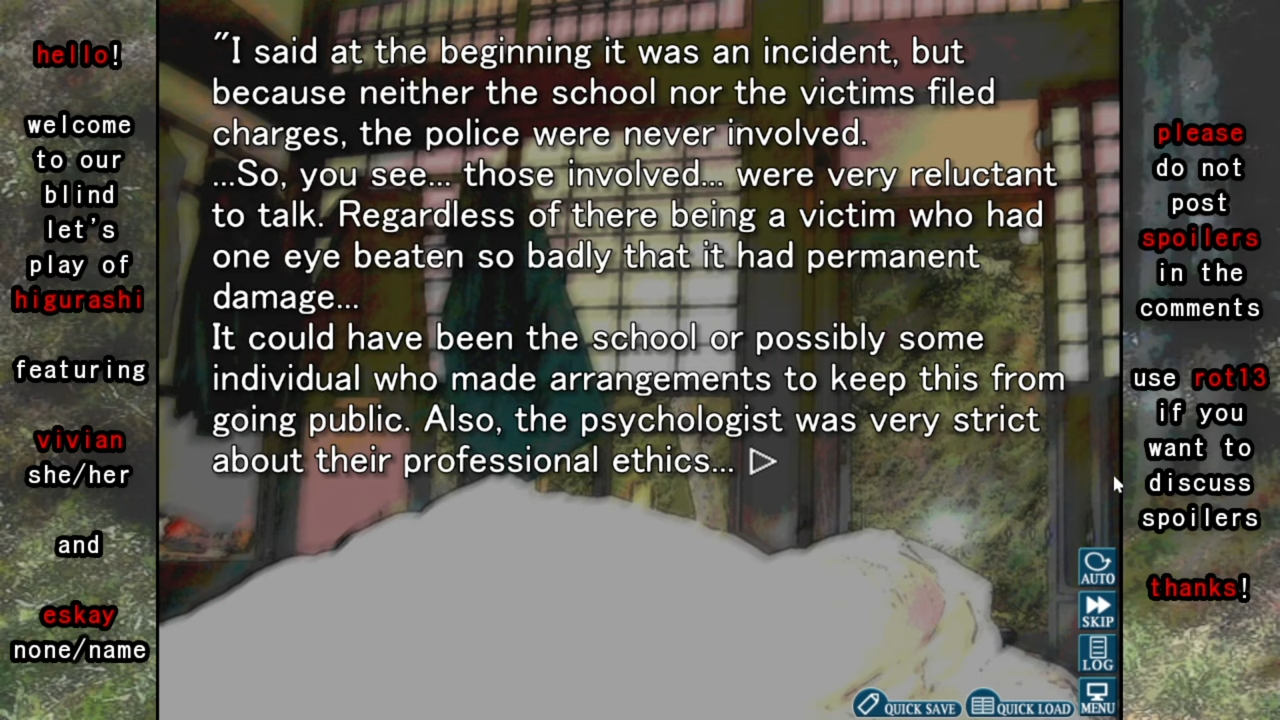 hello!
welcome
to our
blind
let's
play of
higurashi
featuring
vivian
she/her
and
eskay
none/name
"I said at the beginning it was an incident, but
because neither the school nor the victims filed
charges, the police were never involved.
...So, you see... those involved... were very reluctant
to talk. Regardless of there being a victim who had
one eye beaten so badly that it had permanent
damage...
It could have been the school or possibly some
individual who made arrangements to keep this from
going public. Also, the psychologist was very strict
about their professional ethics...
AUTO
SKIP
LOG
MENU
QUICK SAVE
QUICK LOAD
please
do not
post
spoilers
in the
comments
use rot13
if you
want to
discuss
spoilers
thanks!